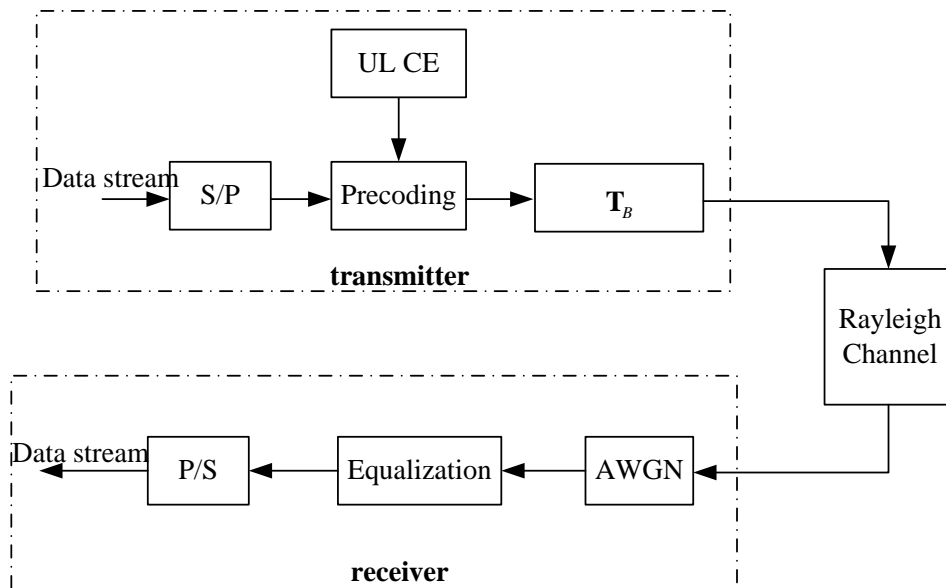 UL CE
Data stream
S/P
Precoding
T_B
transmitter
Rayleigh
Channel
Data stream
P/S
Equalization
AWGN
receiver